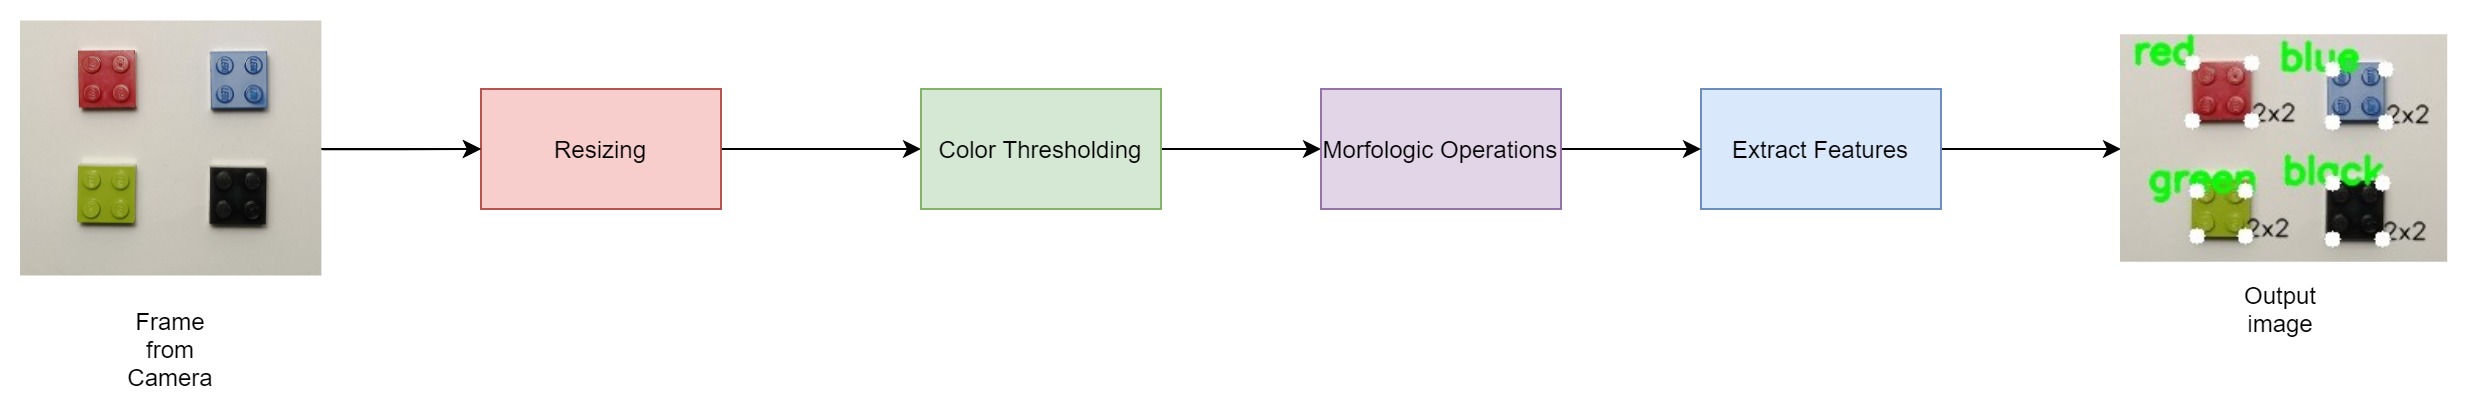 Frame
from
Camera
Resizing
Color Thresholding
Morfologic Operations
Extract Features
red
blue
2x2
2x2
green
black
2x2
2x2
Output
image